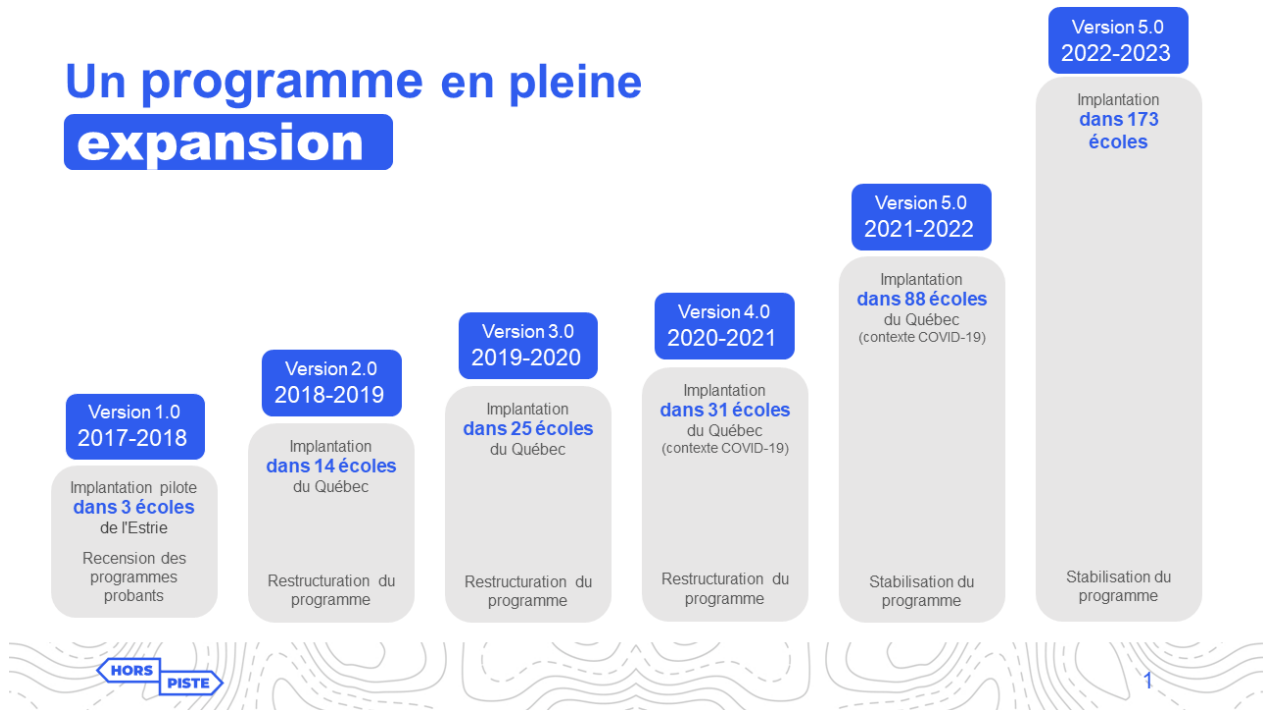 Un programme en pleine
expansion
Version 1.0
2017-2018
Implantation pilote
dans 3 écoles
de l'Estrie
Recension des
programmes
probants
Version 2.0
2018-2019
Implantation
dans 14 écoles
du Québec
Restructuration du
programme
Version 3.0
2019-2020
Implantation
dans 25 écoles
du Québec
Restructuration du
programme
Version 4.0
2020-2021
Implantation
dans 31 écoles
du Québec
(contexte COVID-19)
Restructuration du
programme
Version 5.0
2021-2022
Implantation
dans 88 écoles
du Québec
(contexte COVID-19)
Stabilisation du
programme
Version 5.0
2022-2023
Implantation
dans 173
écoles
Stabilisation du
programme
HORS
PISTE
1